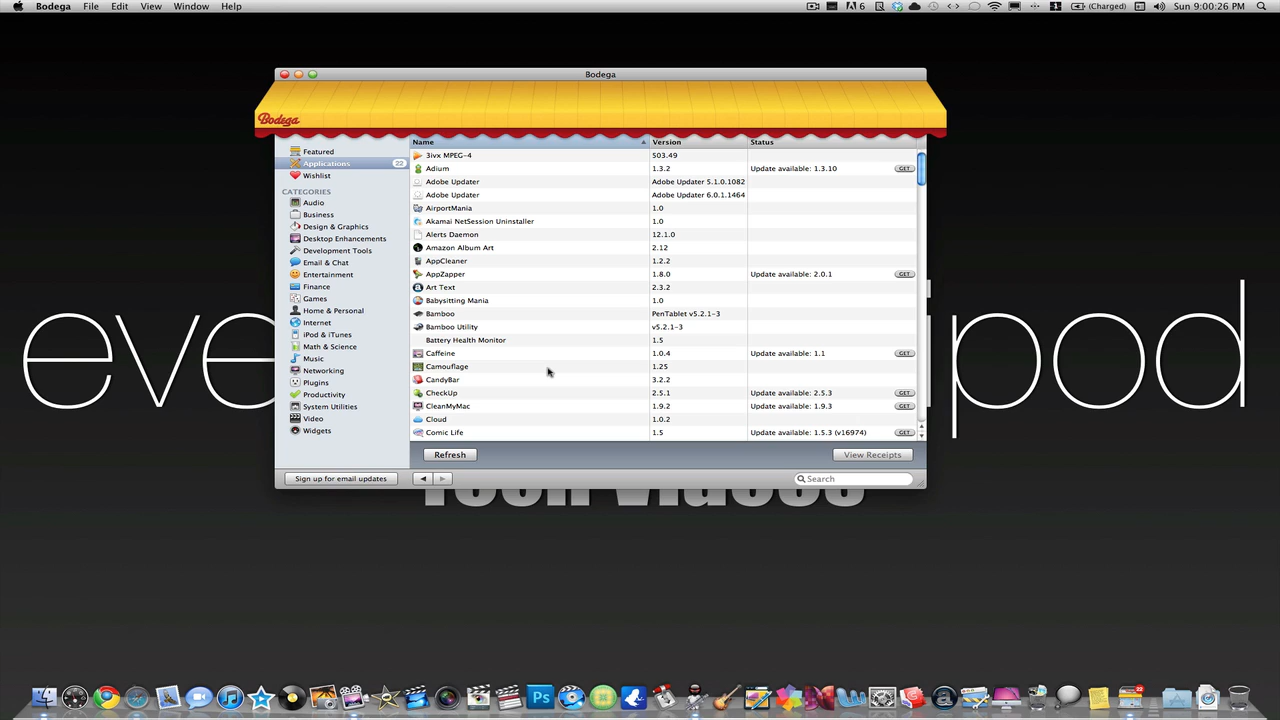 Bodega File Edit View Window Help
6 (Charged) Sun 9:00:26 PM
Bodega
Bodega
Name Version Status
Featured
Applications 22
Wishlist
CATEGORIES
Audio
Business
Design & Graphics
Desktop Enhancements
Development Tools
Email & Chat
Entertainment
Finance
Games
Home & Personal
Internet
iPod & iTunes
Math & Science
Music
Networking
Plugins
Productivity
System Utilities
Video
Widgets
3ivx MPEG-4 503.49
Adium 1.3.2 Update available: 1.3.10 GET
Adobe Updater Adobe Updater 5.1.0.1082
Adobe Updater Adobe Updater 6.0.1.1464
AirportMania 1.0
Akamai NetSession Uninstaller 1.0
Alerts Daemon 12.1.0
Amazon Album Art 2.12
AppCleaner 1.2.2
AppZapper 1.8.0 Update available: 2.0.1 GET
Art Text 2.3.2
Babysitting Mania 1.0
Bamboo PenTablet v5.2.1-3
Bamboo Utility v5.2.1-3
Battery Health Monitor 1.5
Caffeine 1.0.4 Update available: 1.1 GET
Camouflage 1.25
CandyBar 3.2.2
CheckUp 2.5.1 Update available: 2.5.3 GET
CleanMyMac 1.9.2 Update available: 1.9.3 GET
Cloud 1.0.2
Comic Life 1.5 Update available: 1.5.3 (v16974) GET
Refresh View Receipts
Sign up for email updates Search
eve ipod
Tech Videos
Ps
22